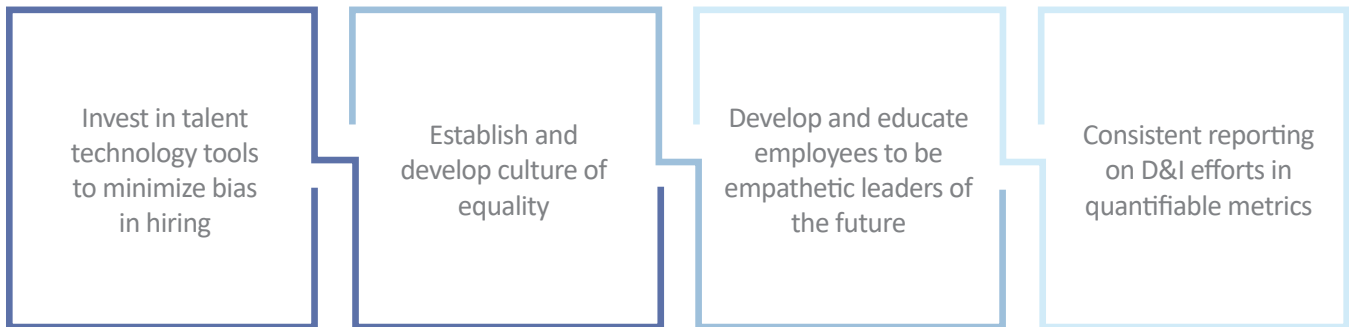 Invest in talent
technology tools
to minimize bias
in hiring
Establish and
develop culture of
equality
Develop and educate
employees to be
empathetic leaders of
the future
Consistent reporting
on D&I efforts in
quantifiable metrics